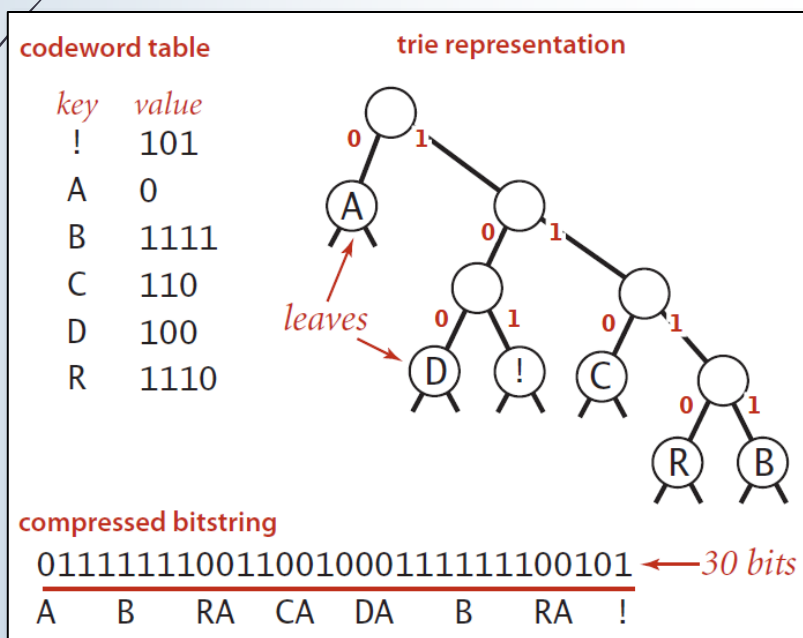 codeword table
key value
! 101
A 0
B 1111
C 110
D 100
R 1110
trie representation
0 1
A
0 1
leaves
0 1 0 1
D ! C
0 1
R B
compressed bitstring
011111110011001000111111100101 30 bits
A B RA CA DA B RA !